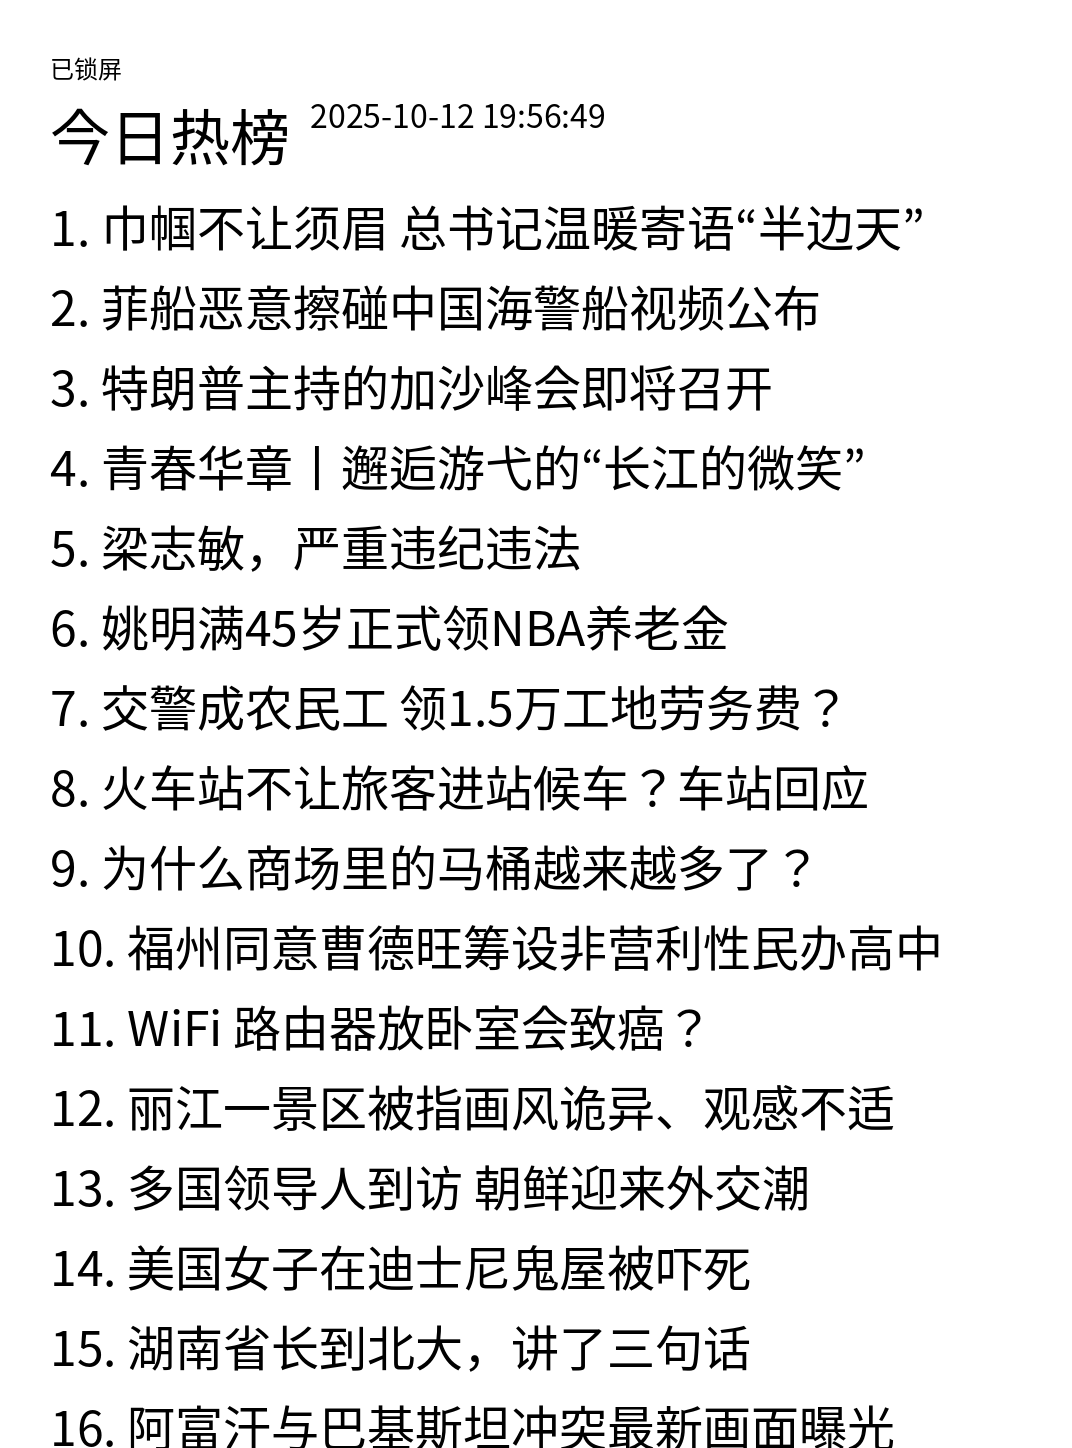 已锁屏
今日热榜 2025-10-12 19:56:49
1. 巾帼不让须眉 总书记温暖寄语“半边天”
2. 菲船恶意擦碰中国海警船视频公布
3. 特朗普主持的加沙峰会即将召开
4. 青春华章丨邂逅游弋的“长江的微笑”
5. 梁志敏，严重违纪违法
6. 姚明满45岁正式领NBA养老金
7. 交警成农民工 领1.5万工地劳务费？
8. 火车站不让旅客进站候车？车站回应
9. 为什么商场里的马桶越来越多了？
10. 福州同意曹德旺筹设非营利性民办高中
11. WiFi 路由器放卧室会致癌？
12. 丽江一景区被指画风诡异、观感不适
13. 多国领导人到访 朝鲜迎来外交潮
14. 美国女子在迪士尼鬼屋被吓死
15. 湖南省长到北大，讲了三句话
16. 阿富汗与巴基斯坦冲突最新画面曝光